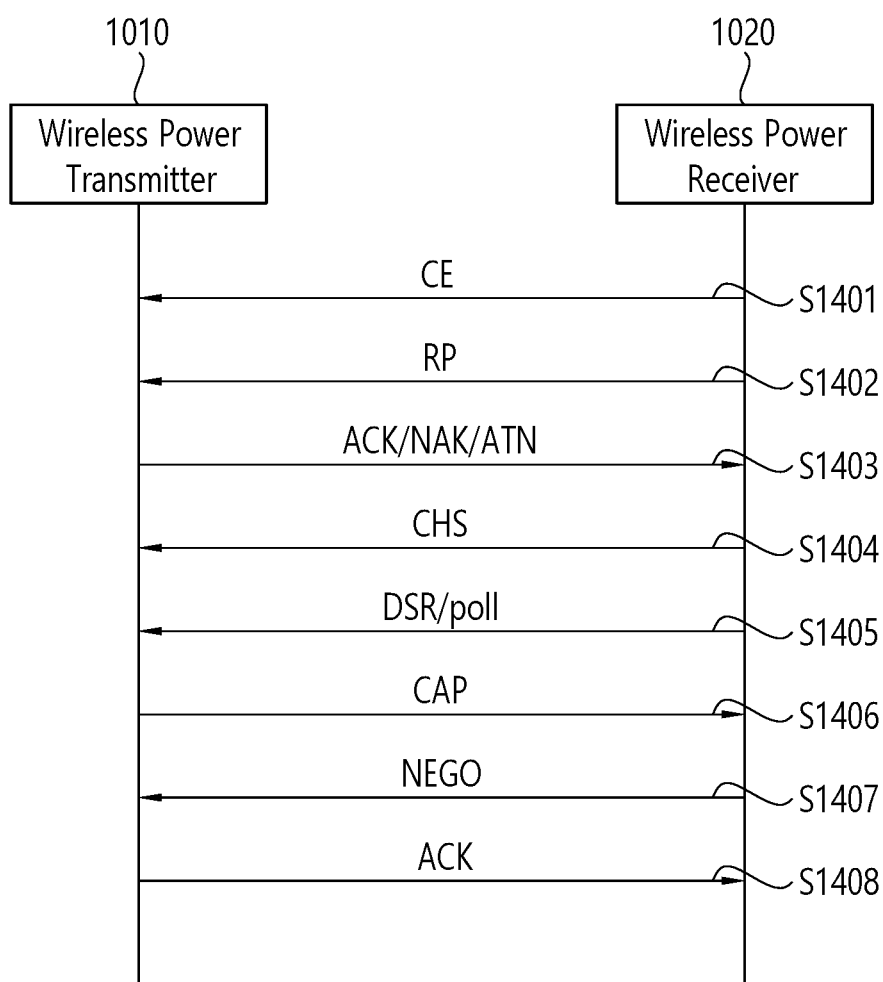 1010
1020
Wireless Power
Transmitter
Wireless Power
Receiver
CE
S1401
RP
S1402
ACK/NAK/ATN
S1403
CHS
S1404
DSR/poll
S1405
CAP
S1406
NEGO
S1407
ACK
S1408